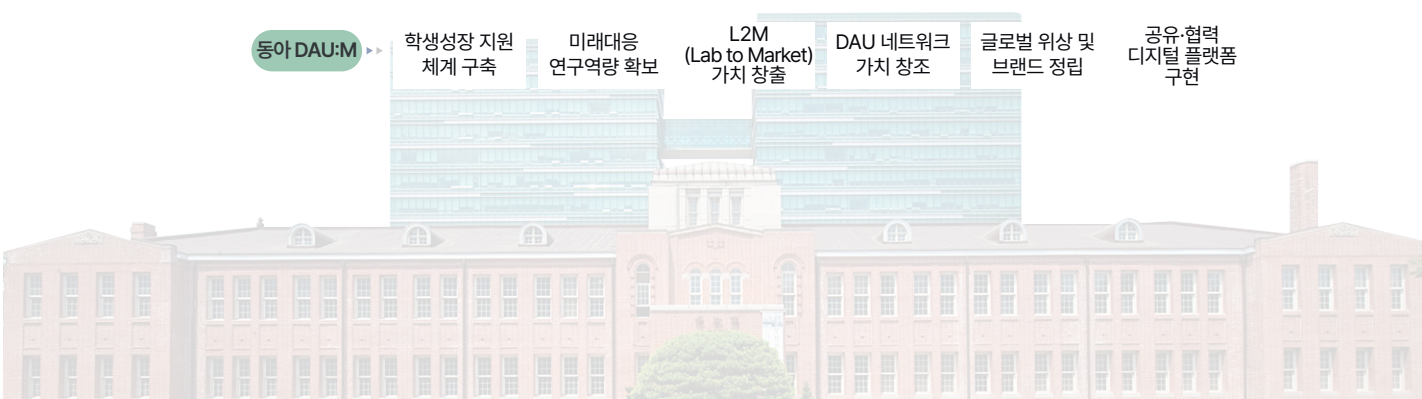 동아 DAU:M
학생성장 지원
체계 구축
미래대응
연구역량 확보
L2M
(Lab to Market)
가치 창출
DAU 네트워크
가치 창조
글로벌 위상 및
브랜드 정립
공유·협력
디지털 플랫폼
구현